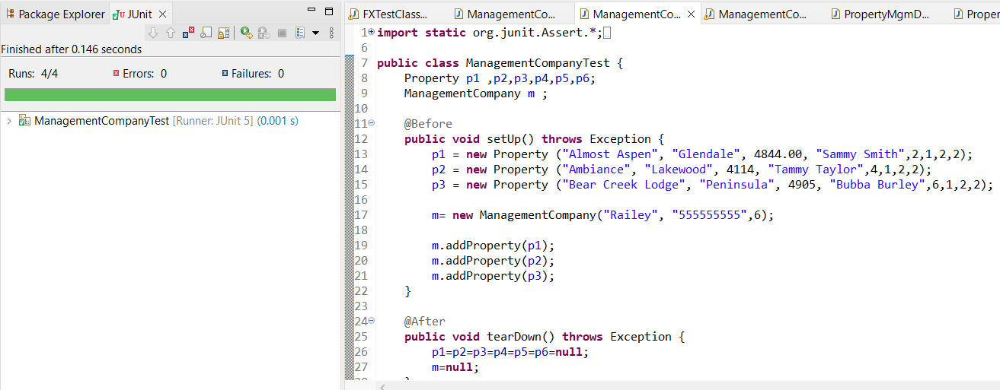 Package Explorer JUnit
Finished after 0.146 seconds
Runs: 4/4 Errors: 0 Failures: 0
ManagementCompanyTest [Runner: JUnit 5] (0.001 s)
FXTestClass... ManagementCo... ManagementCo... ManagementCo... PropertyMgmD... Proper
1 import static org.junit.Assert.*;
6
7 public class ManagementCompanyTest {
8 Property p1 ,p2,p3,p4,p5,p6;
9 ManagementCompany m ;
10
11 @Before
12 public void setUp() throws Exception {
13 p1 = new Property ("Almost Aspen", "Glendale", 4844.00, "Sammy Smith",2,1,2,2);
14 p2 = new Property ("Ambiance", "Lakewood", 4114, "Tammy Taylor",4,1,2,2);
15 p3 = new Property ("Bear Creek Lodge", "Peninsula", 4905, "Bubba Burley",6,1,2,2);
16
17 m= new ManagementCompany("Railey", "555555555",6);
18
19 m.addProperty(p1);
20 m.addProperty(p2);
21 m.addProperty(p3);
22 }
23
24 @After
25 public void tearDown() throws Exception {
26 p1=p2=p3=p4=p5=p6=null;
27 m=null;